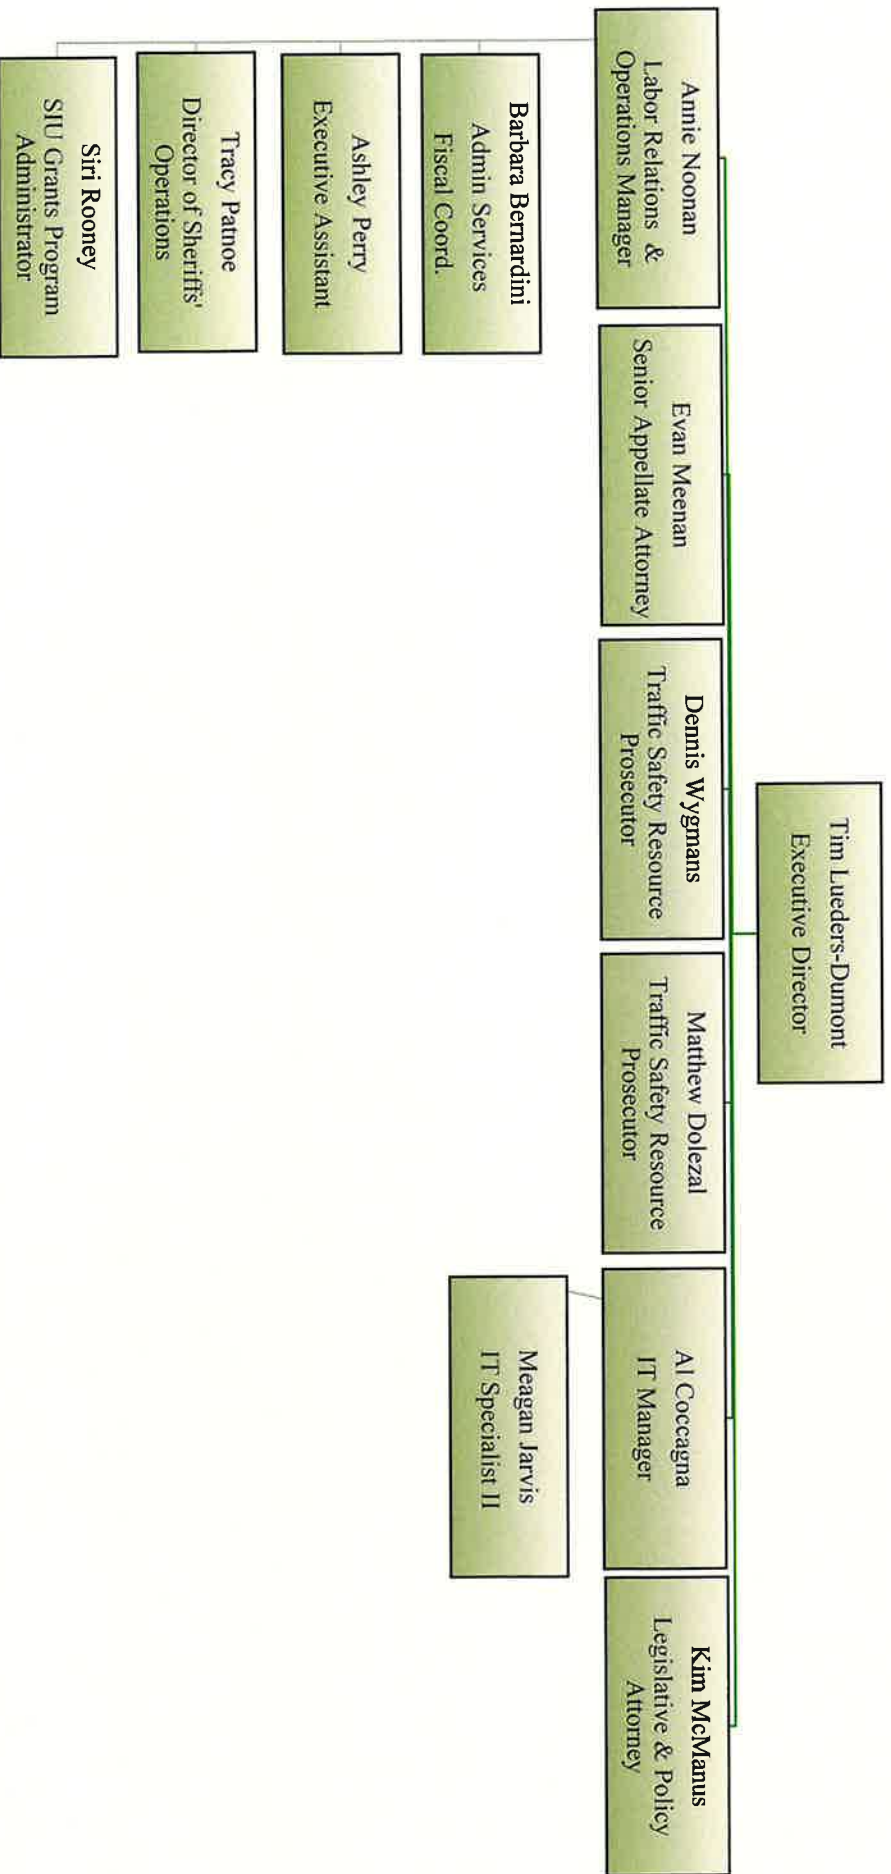 Tim Lueders-Dumont
Executive Director
Annie Noonan
Labor Relations &
Operations Manager
Evan Meenan
Senior Appellate Attorney
Dennis Wygmans
Traffic Safety Resource
Prosecutor
Matthew Dolezal
Traffic Safety Resource
Prosecutor
Al Coccagna
IT Manager
Kim McManus
Legislative & Policy
Attorney
Barbara Bernardini
Admin Services
Fiscal Coord.
Ashley Perry
Executive Assistant
Tracy Patnoe
Director of Sheriffs'
Operations
Siri Rooney
SIU Grants Program
Administrator
Meagan Jarvis
IT Specialist II